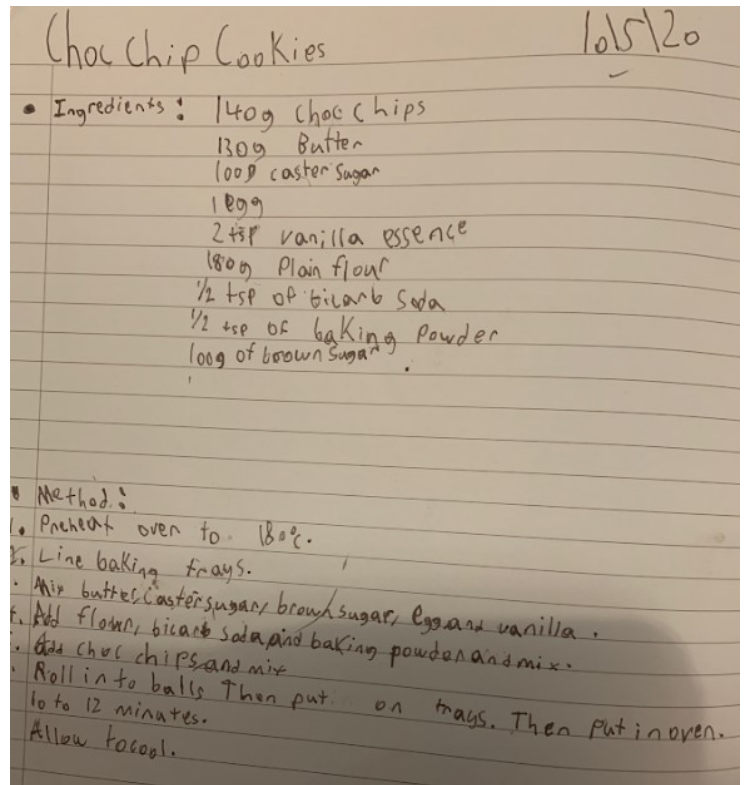 Choc Chip Cookies 10/5/20
• Ingredients: 140g choc chips
130g Butter
100g caster sugar
1 egg
2 tsp vanilla essence
180g Plain flour
1/2 tsp of bicarb soda
1/2 tsp of baking powder
100g of brown sugar.
• Method:
1. Preheat oven to 180°C.
2. Line baking trays.
. Mix butter, caster sugar, brown sugar, egg and vanilla.
. Add flour, bicarb soda, and baking powder and mix.
. Add choc chips, and mix
. Roll in to balls Then put on trays. Then put in oven.
10 to 12 minutes.
Allow to cool.